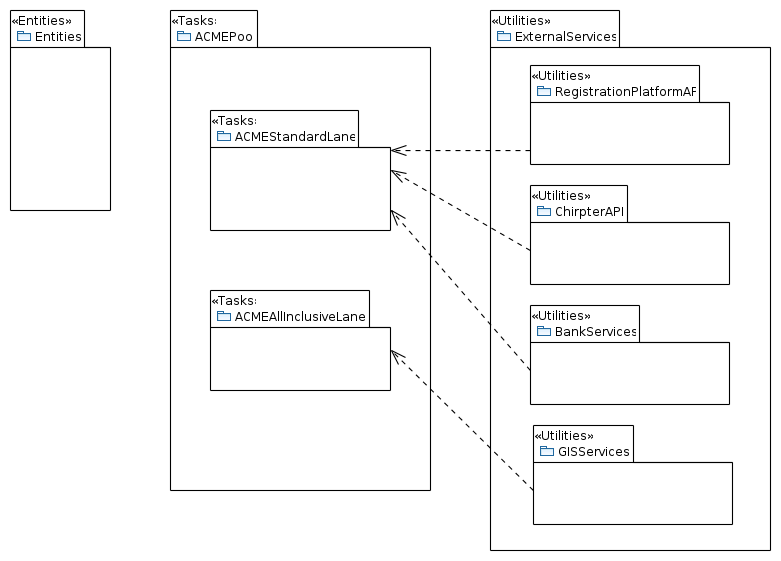 «Entities»
Entities
«Tasks:
ACMEPoo
«Tasks:
ACMEStandardLane
«Tasks:
ACMEAllInclusiveLane
«Utilities»
ExternalServices
«Utilities»
RegistrationPlatformAP
«Utilities»
ChirpterAPI
«Utilities»
BankServices
«Utilities»
GISServices